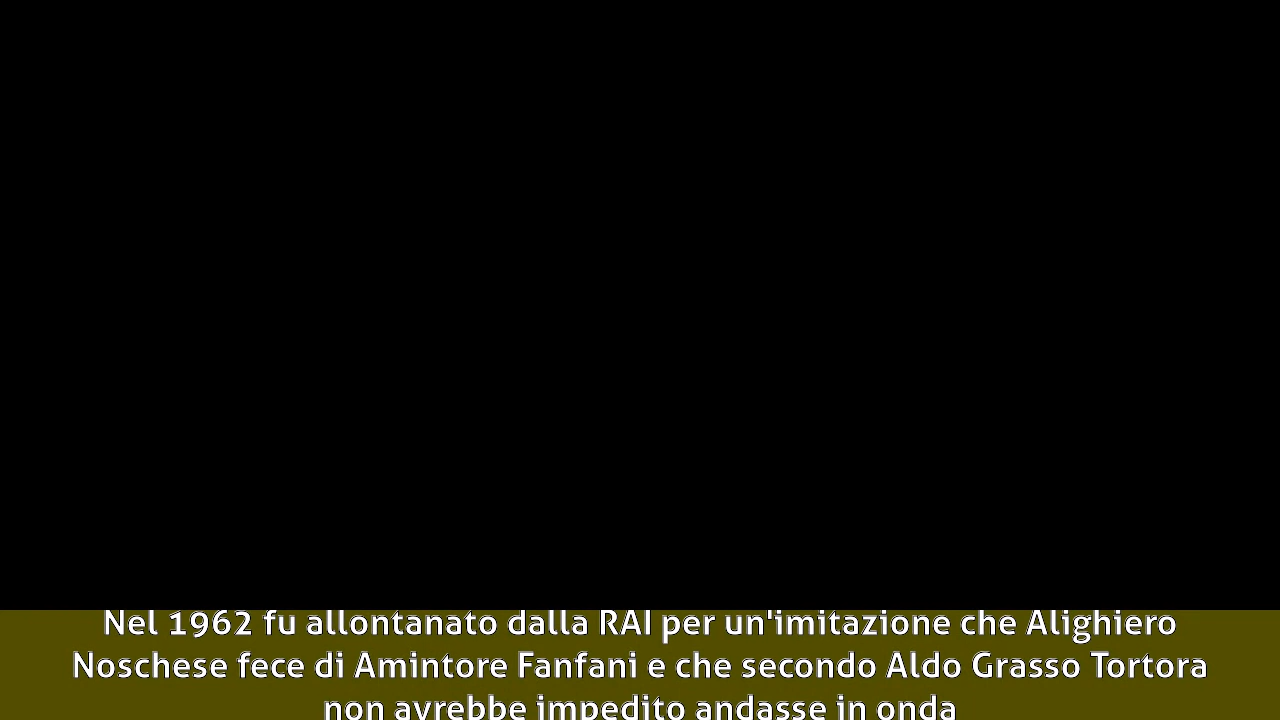 Nel 1962 fu allontanato dalla RAI per un'imitazione che Alighiero
Noschese fece di Amintore Fanfani e che secondo Aldo Grasso Tortora
non avrebbe impedito andasse in onda